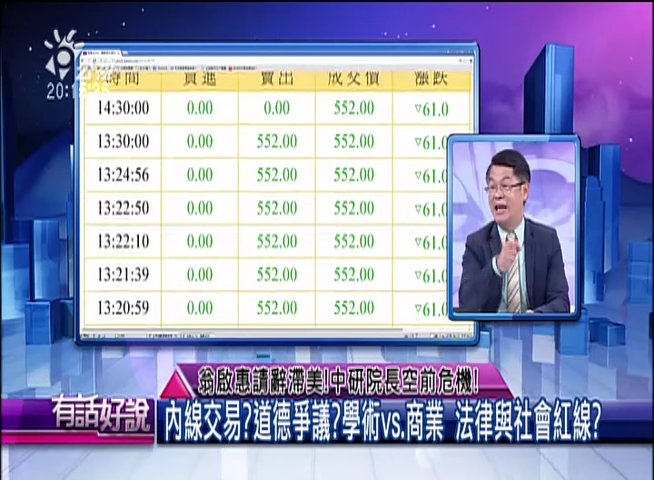 公視
時間 買進 賣出 成交價 漲跌
14:30:00 0.00 0.00 552.00 ▽61.0
13:30:00 0.00 552.00 552.00 ▽61.0
13:24:56 0.00 552.00 552.00 ▽61.0
13:22:50 0.00 552.00 552.00 ▽61.0
13:22:10 0.00 552.00 552.00 ▽61.0
13:21:39 0.00 552.00 552.00 ▽61.0
13:20:59 0.00 552.00 552.00 ▽61.0
翁啟惠請辭滯美!中研院長空前危機!
有話好說
內線交易?道德爭議?學術vs.商業 法律與社會紅線?